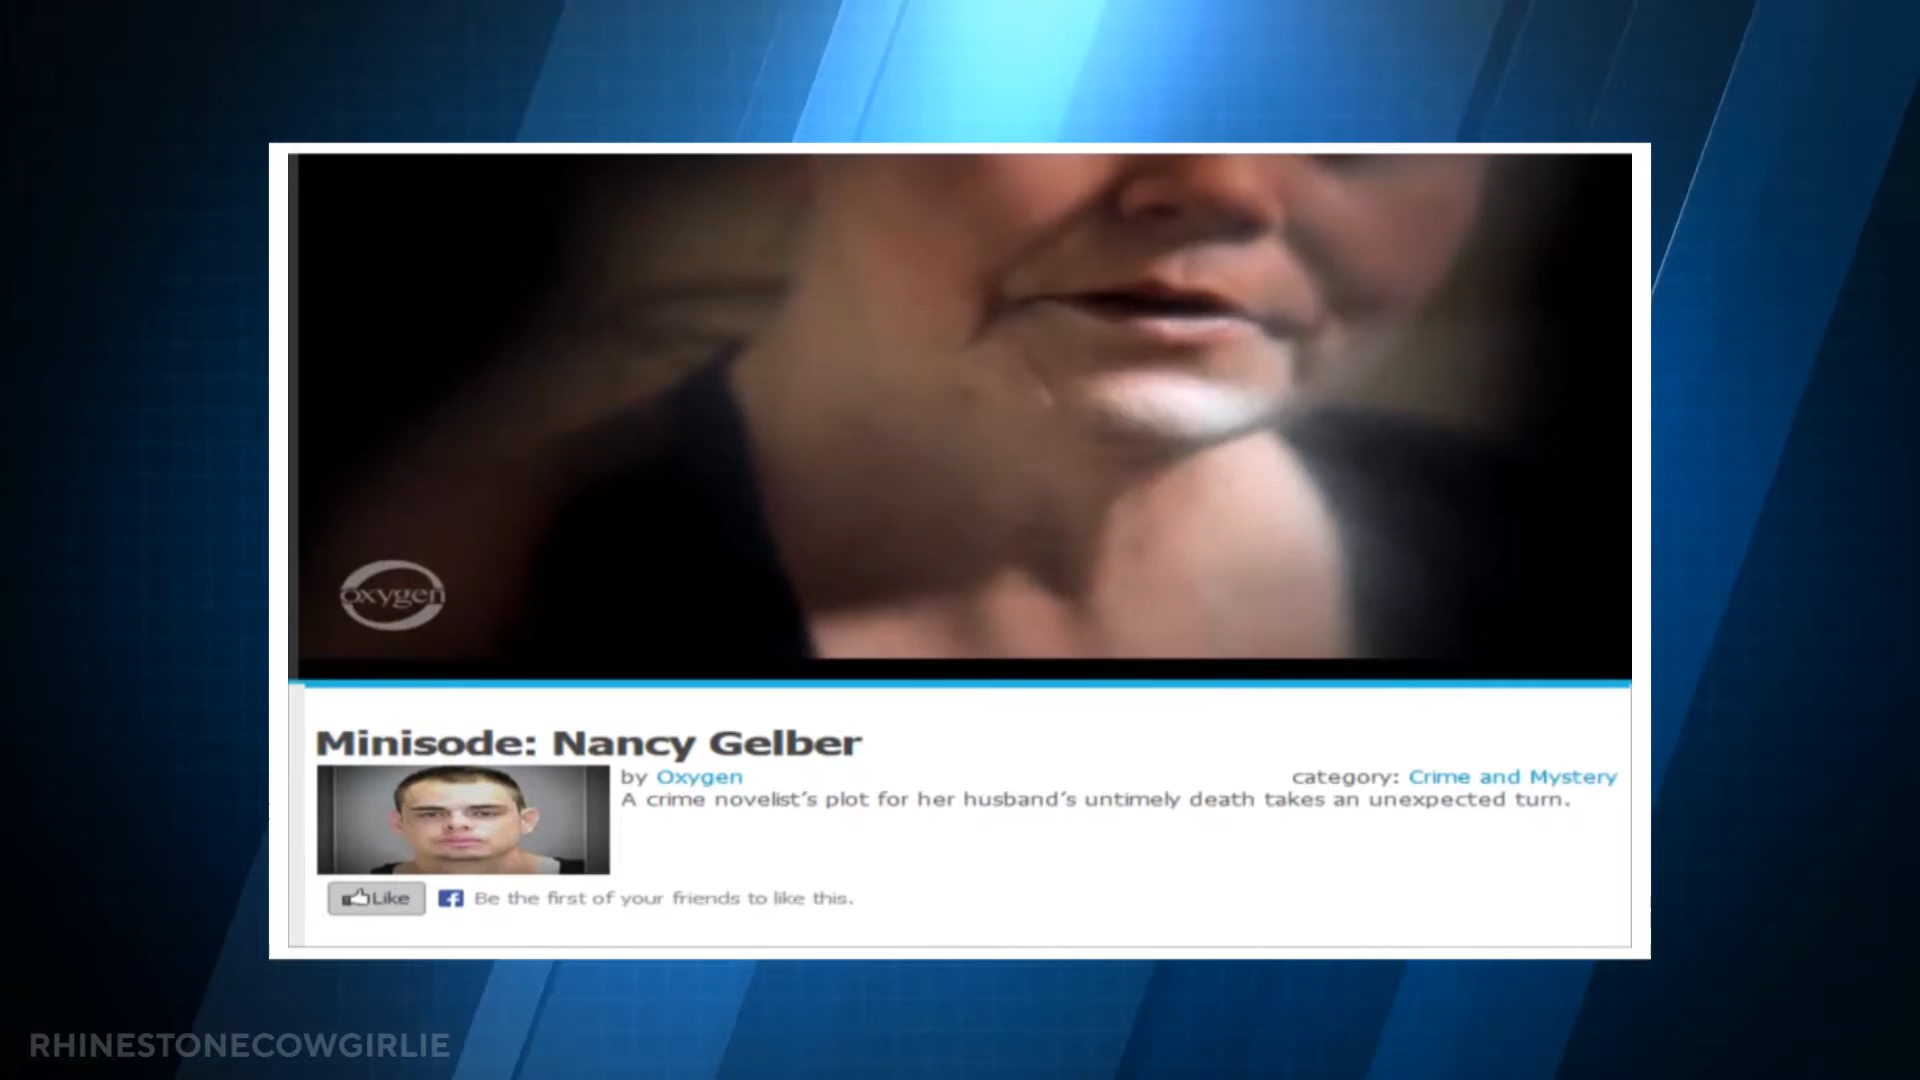 oxygen
Minisode: Nancy Gelber
by Oxygen
category: Crime and Mystery
A crime novelist's plot for her husband's untimely death takes an unexpected turn.
Like
f Be the first of your friends to like this.
RHINESTONECOWGIRLIE